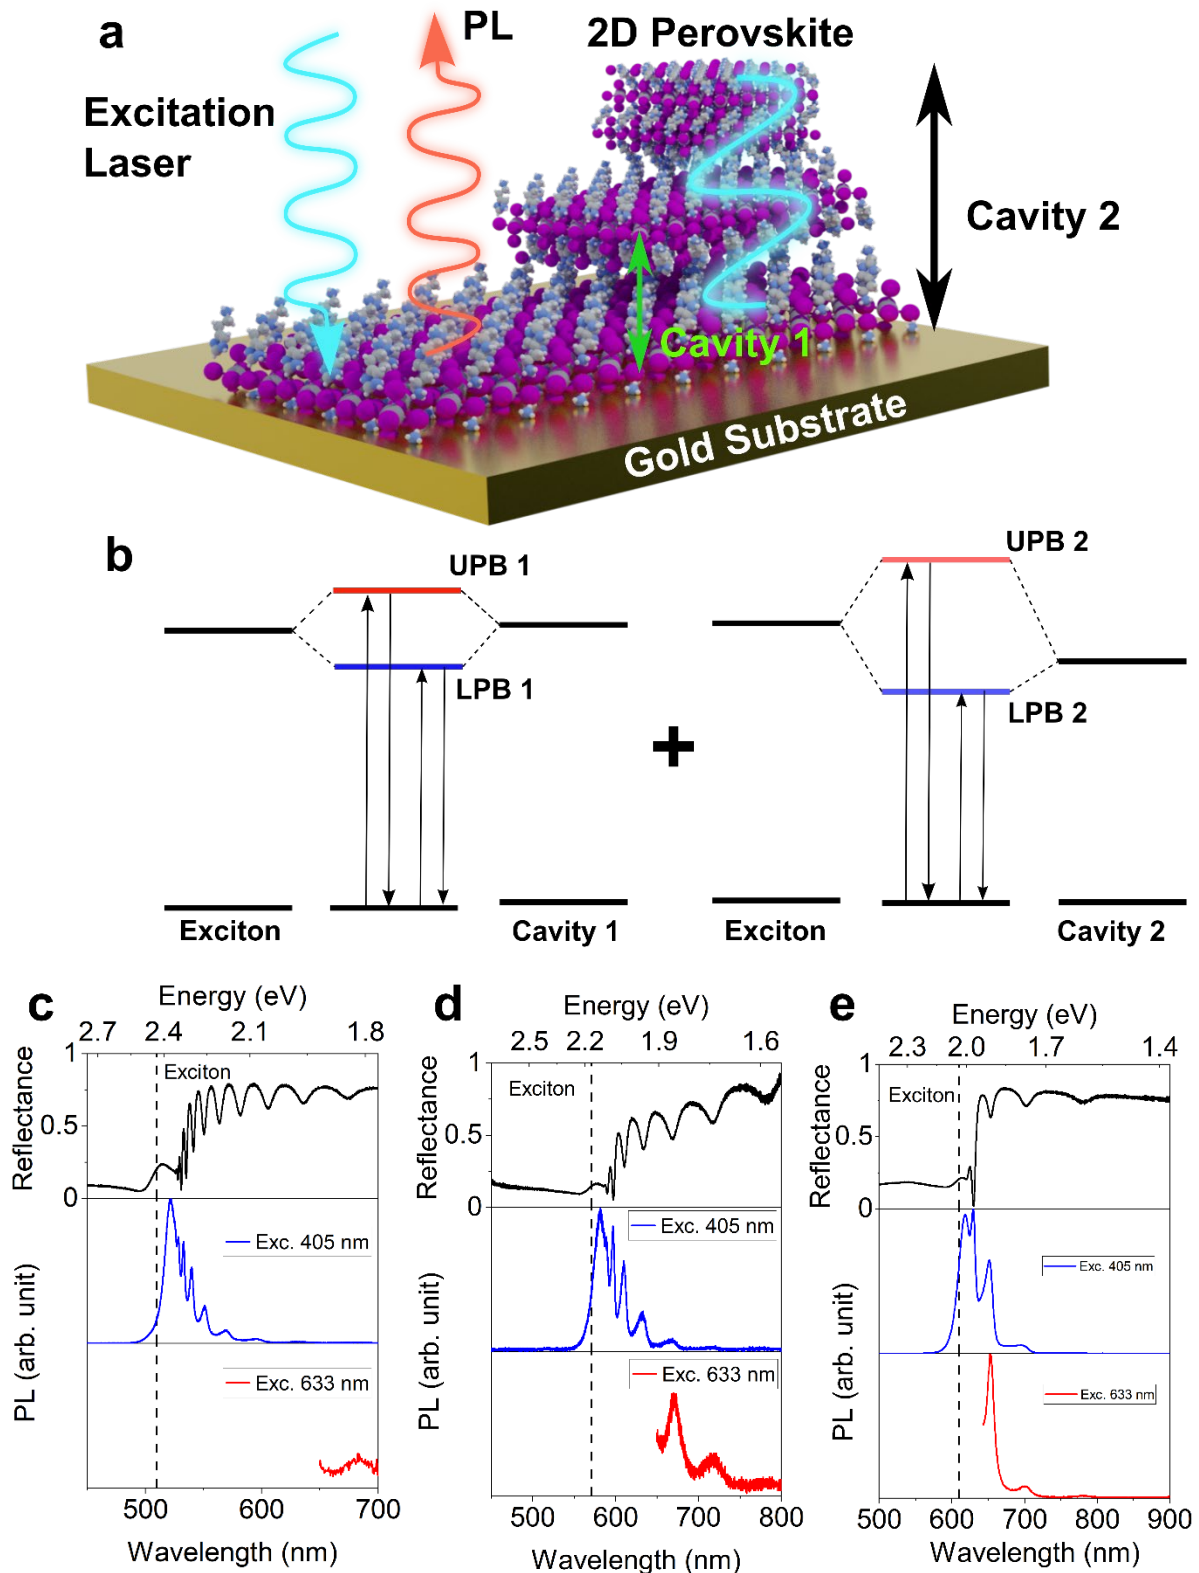 a
PL
2D Perovskite
Excitation
Laser
Cavity 2
Cavity 1
Gold Substrate
b
UPB 1
LPB 1
UPB 2
LPB 2
+
Exciton
Cavity 1
Exciton
Cavity 2
c
Energy (eV)
2.7 2.4 2.1 1.8
1
0.5
0
Reflectance
Exciton
Exc. 405 nm
Exc. 633 nm
PL (arb. unit)
500 600 700
Wavelength (nm)
d
Energy (eV)
2.5 2.2 1.9 1.6
1
0.5
0
Reflectance
Exciton
Exc. 405 nm
Exc. 633 nm
PL (arb. unit)
500 600 700 800
Wavelength (nm)
e
Energy (eV)
2.3 2.0 1.7 1.4
1
0.5
0
Reflectance
Exciton
Exc. 405 nm
Exc. 633 nm
PL (arb. unit)
500 600 700 800 900
Wavelength (nm)